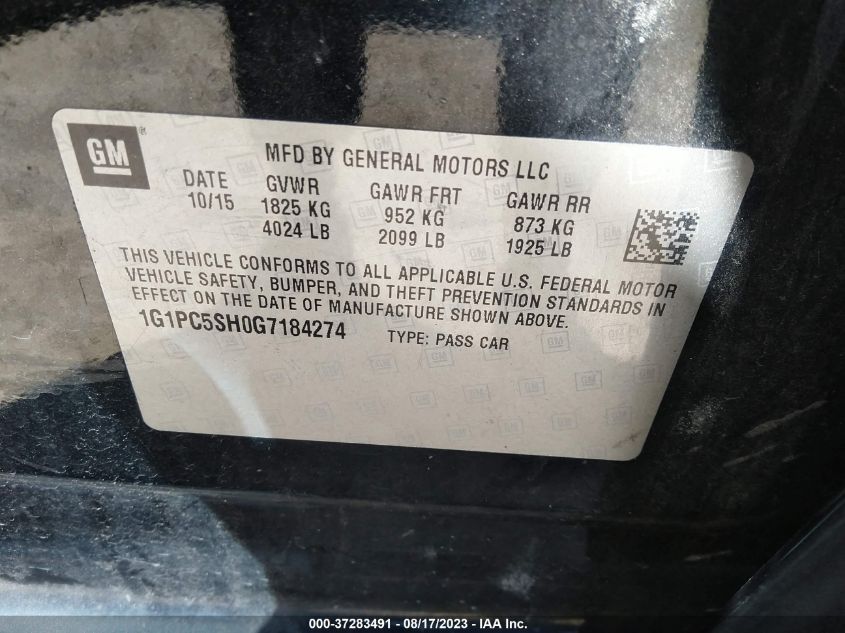 GM ®
MFD BY GENERAL MOTORS LLC
DATE GVWR GAWR FRT GAWR RR
10/15 1825 KG 952 KG 873 KG
4024 LB 2099 LB 1925 LB
THIS VEHICLE CONFORMS TO ALL APPLICABLE U.S. FEDERAL MOTOR
VEHICLE SAFETY, BUMPER, AND THEFT PREVENTION STANDARDS IN
EFFECT ON THE DATE OF MANUFACTURE SHOWN ABOVE.
1G1PC5SH0G7184274 TYPE: PASS CAR
000-37283491 - 08/17/2023 - IAA Inc.